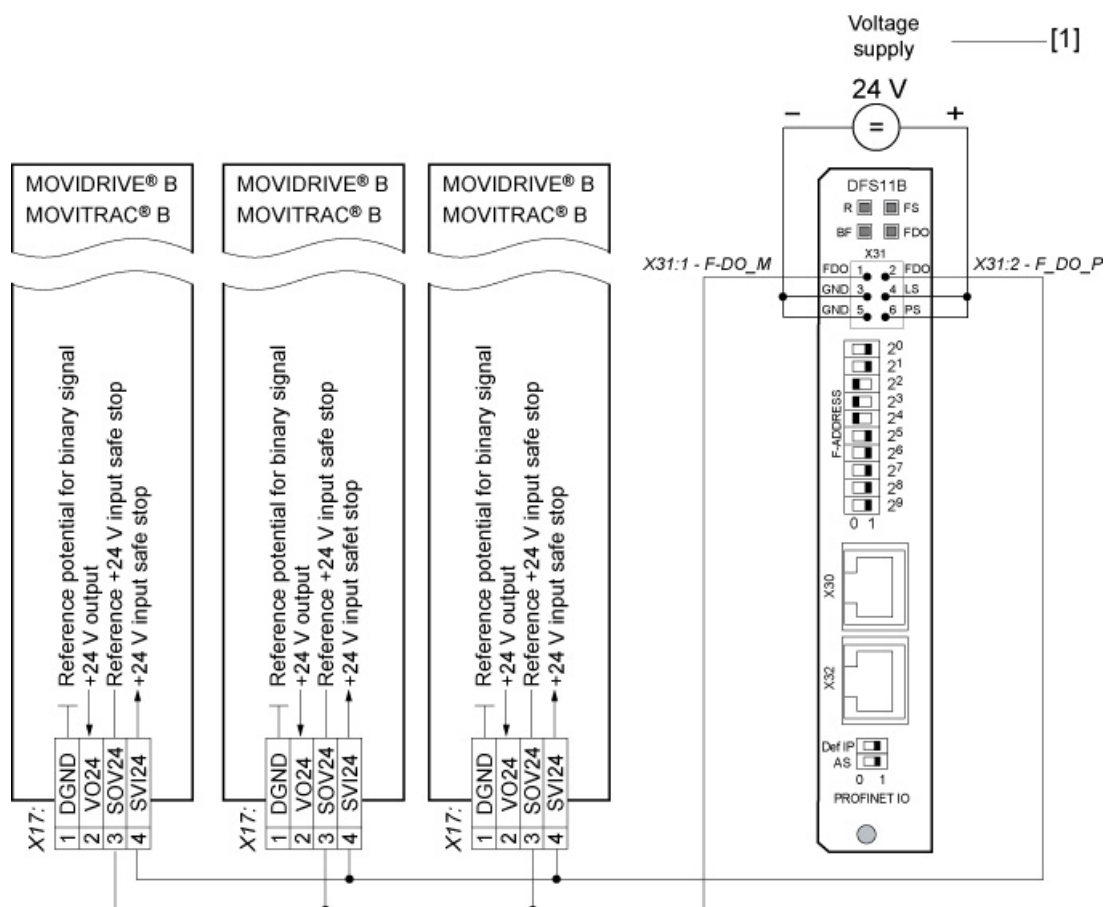 Voltage
supply
[1]
24 V
− = +
MOVIDRIVE® B
MOVITRAC® B
MOVIDRIVE® B
MOVITRAC® B
MOVIDRIVE® B
MOVITRAC® B
DFS11B
R FS
BF FDO
X31
X31:1 - F-DO_M
X31:2 - F_DO_P
FDO 1 2 FDO
GND 3 4 LS
GND 5 6 PS
F-ADDRESS
2⁰
2¹
2²
2³
2⁴
2⁵
2⁶
2⁷
2⁸
2⁹
0 1
X30
X32
Def IP
AS
0 1
PROFINET IO
Reference potential for binary signal
+24 V output
Reference +24 V input safe stop
+24 V input safe stop
Reference potential for binary signal
+24 V output
Reference +24 V input safe stop
+24 V input safet stop
Reference potential for binary signal
+24 V output
Reference +24 V input safe stop
+24 V input safe stop
X17:
1 DGND
2 VO24
3 SOV24
4 SVI24
X17:
1 DGND
2 VO24
3 SOV24
4 SVI24
X17:
1 DGND
2 VO24
3 SOV24
4 SVI24